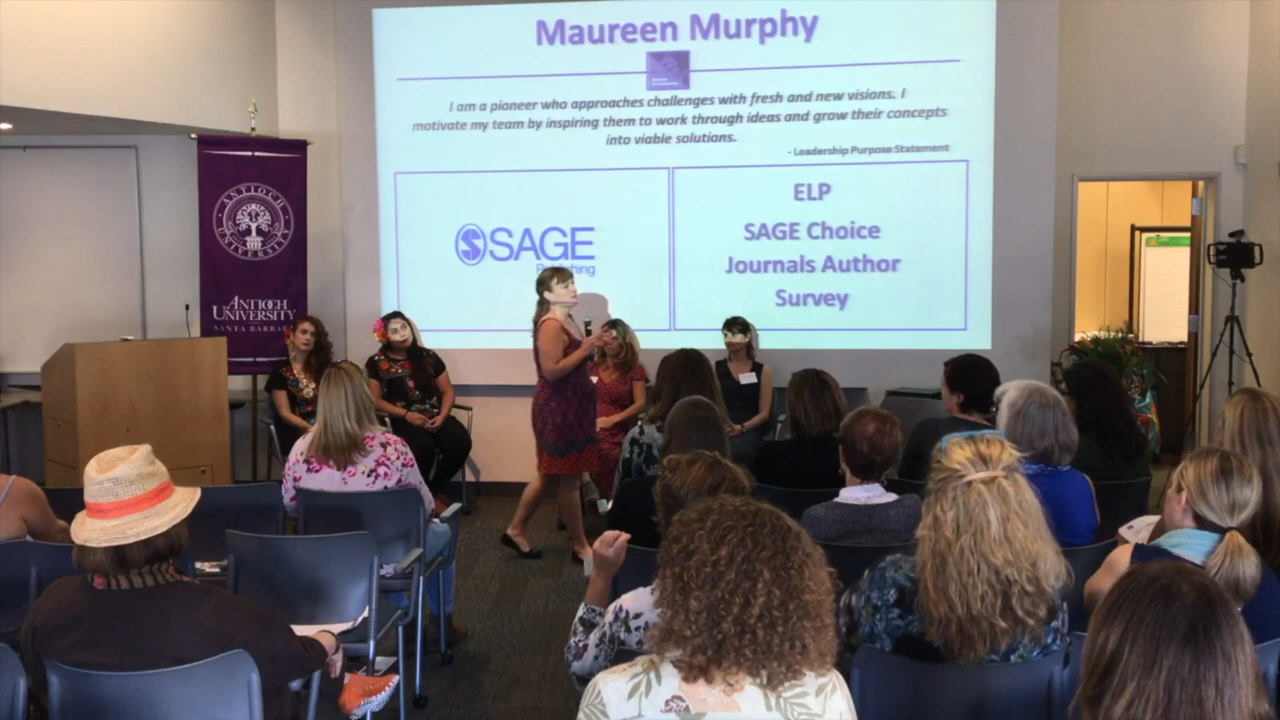 Maureen Murphy
I am a pioneer who approaches challenges with fresh and new visions. I
motivate my team by inspiring them to work through ideas and grow their concepts
into viable solutions.
- Leadership Purpose Statement
SAGE
Publishing
ELP
SAGE Choice
Journals Author
Survey
ANTIOCH
UNIVERSITY
ANTIOCH
UNIVERSITY
SANTA BARBARA